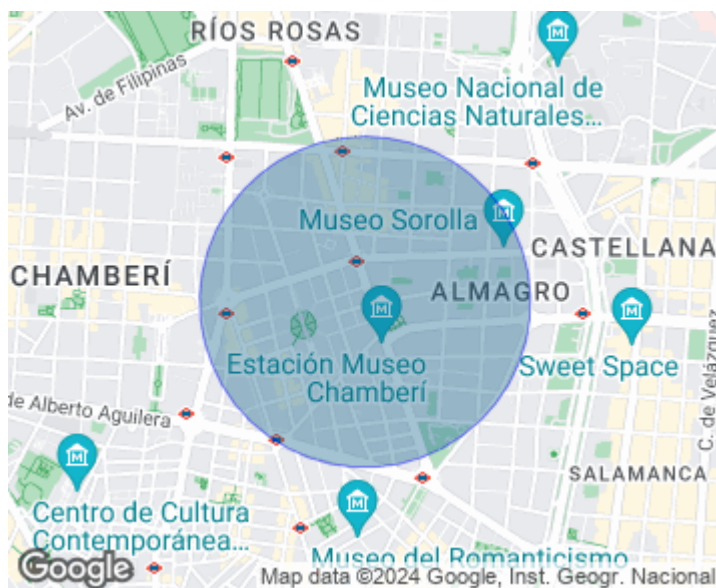 RÍOS ROSAS
Av. de Filipinas
Museo Nacional de
Ciencias Naturales...
Museo Sorolla
CASTELLANA
CHAMBERÍ
ALMAGRO
Estación Museo
Chamberí
Sweet Space
C. de Velázquez
de Alberto Aguilera
SALAMANCA
Centro de Cultura
Contemporánea...
Museo del Romanticismo
Google
Map data ©2024 Google, Inst. Geogr. Nacional